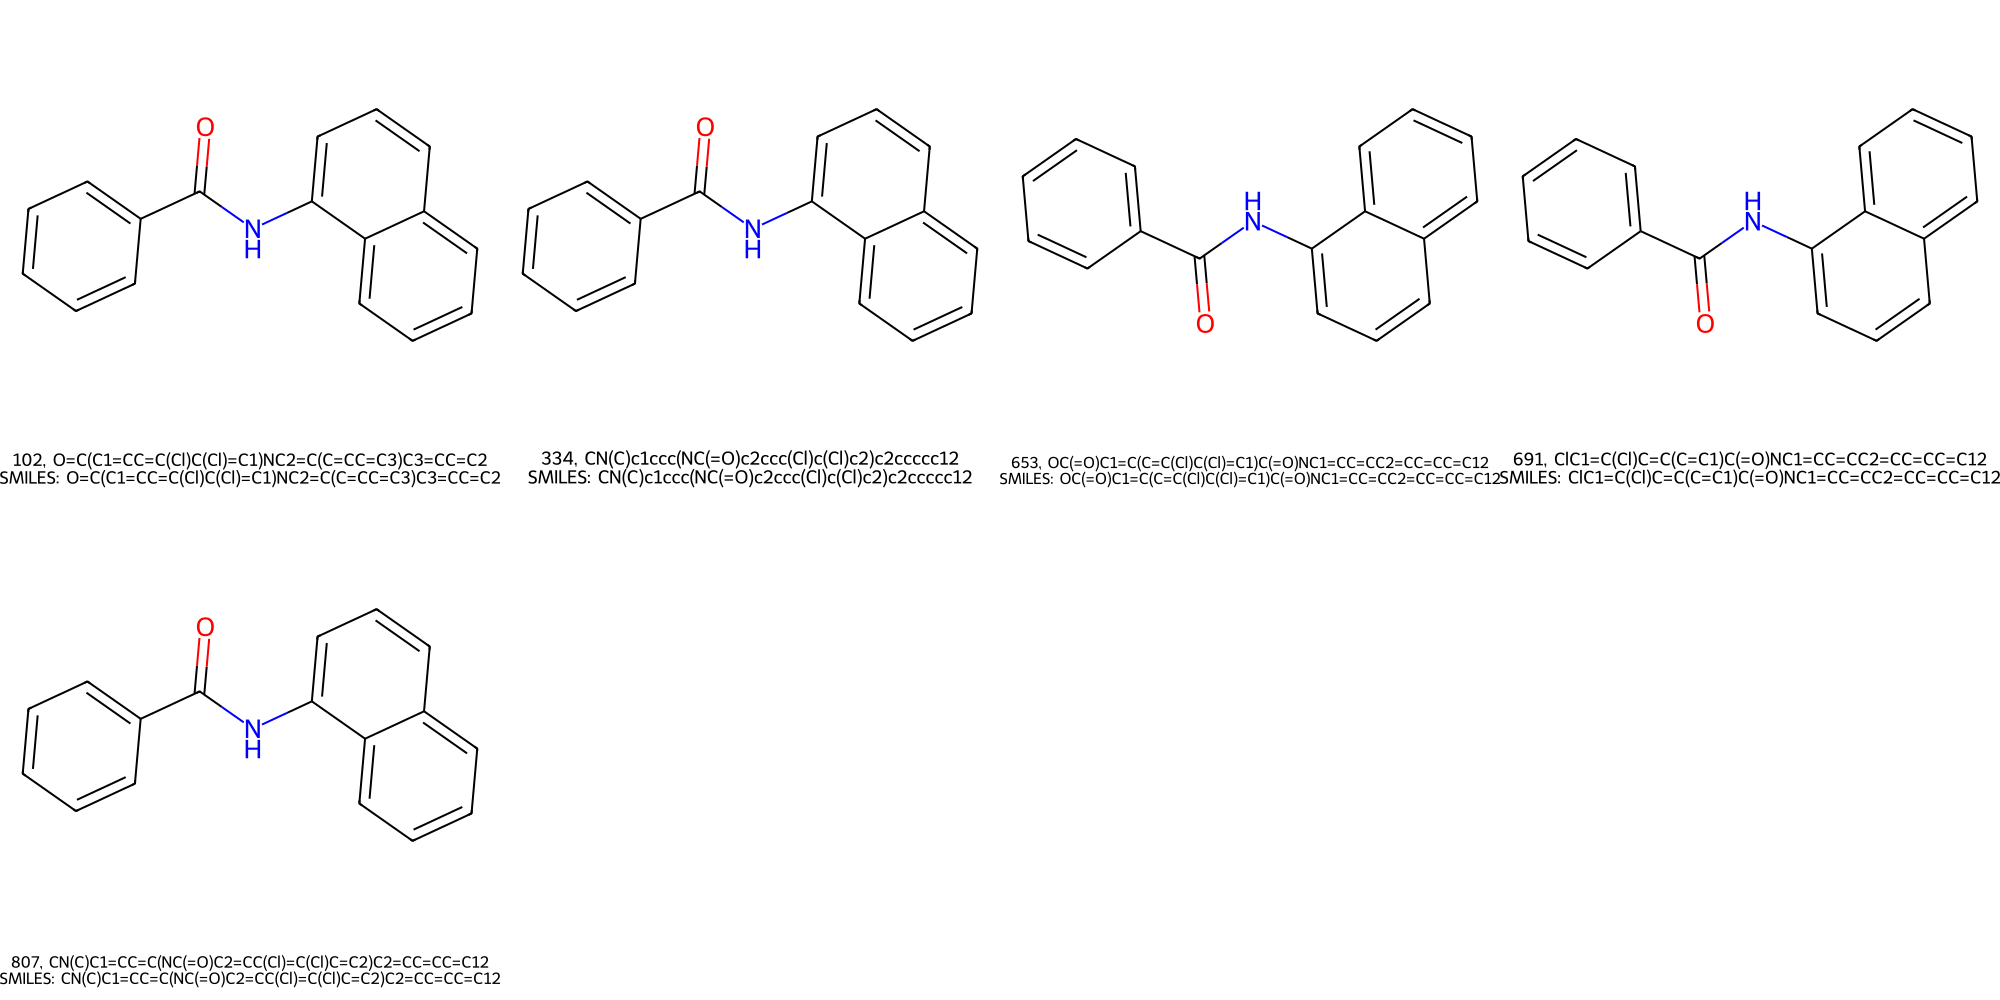 O
N
H
O
N
H
H
N
O
H
N
O
102, O=C(C1=CC=C(Cl)C(Cl)=C1)NC2=C(C=CC=C3)C3=CC=C2
SMILES: O=C(C1=CC=C(Cl)C(Cl)=C1)NC2=C(C=CC=C3)C3=CC=C2
334, CN(C)c1ccc(NC(=O)c2ccc(Cl)c(Cl)c2)c2ccccc12
SMILES: CN(C)c1ccc(NC(=O)c2ccc(Cl)c(Cl)c2)c2ccccc12
653, OC(=O)C1=C(C=C(Cl)C(Cl)=C1)C(=O)NC1=CC=CC2=CC=CC=C12
SMILES: OC(=O)C1=C(C=C(Cl)C(Cl)=C1)C(=O)NC1=CC=CC2=CC=CC=C12
691, ClC1=C(Cl)C=C(C=C1)C(=O)NC1=CC=CC2=CC=CC=C12
SMILES: ClC1=C(Cl)C=C(C=C1)C(=O)NC1=CC=CC2=CC=CC=C12
O
N
H
807, CN(C)C1=CC=C(NC(=O)C2=CC(Cl)=C(Cl)C=C2)C2=CC=CC=C12
SMILES: CN(C)C1=CC=C(NC(=O)C2=CC(Cl)=C(Cl)C=C2)C2=CC=CC=C12